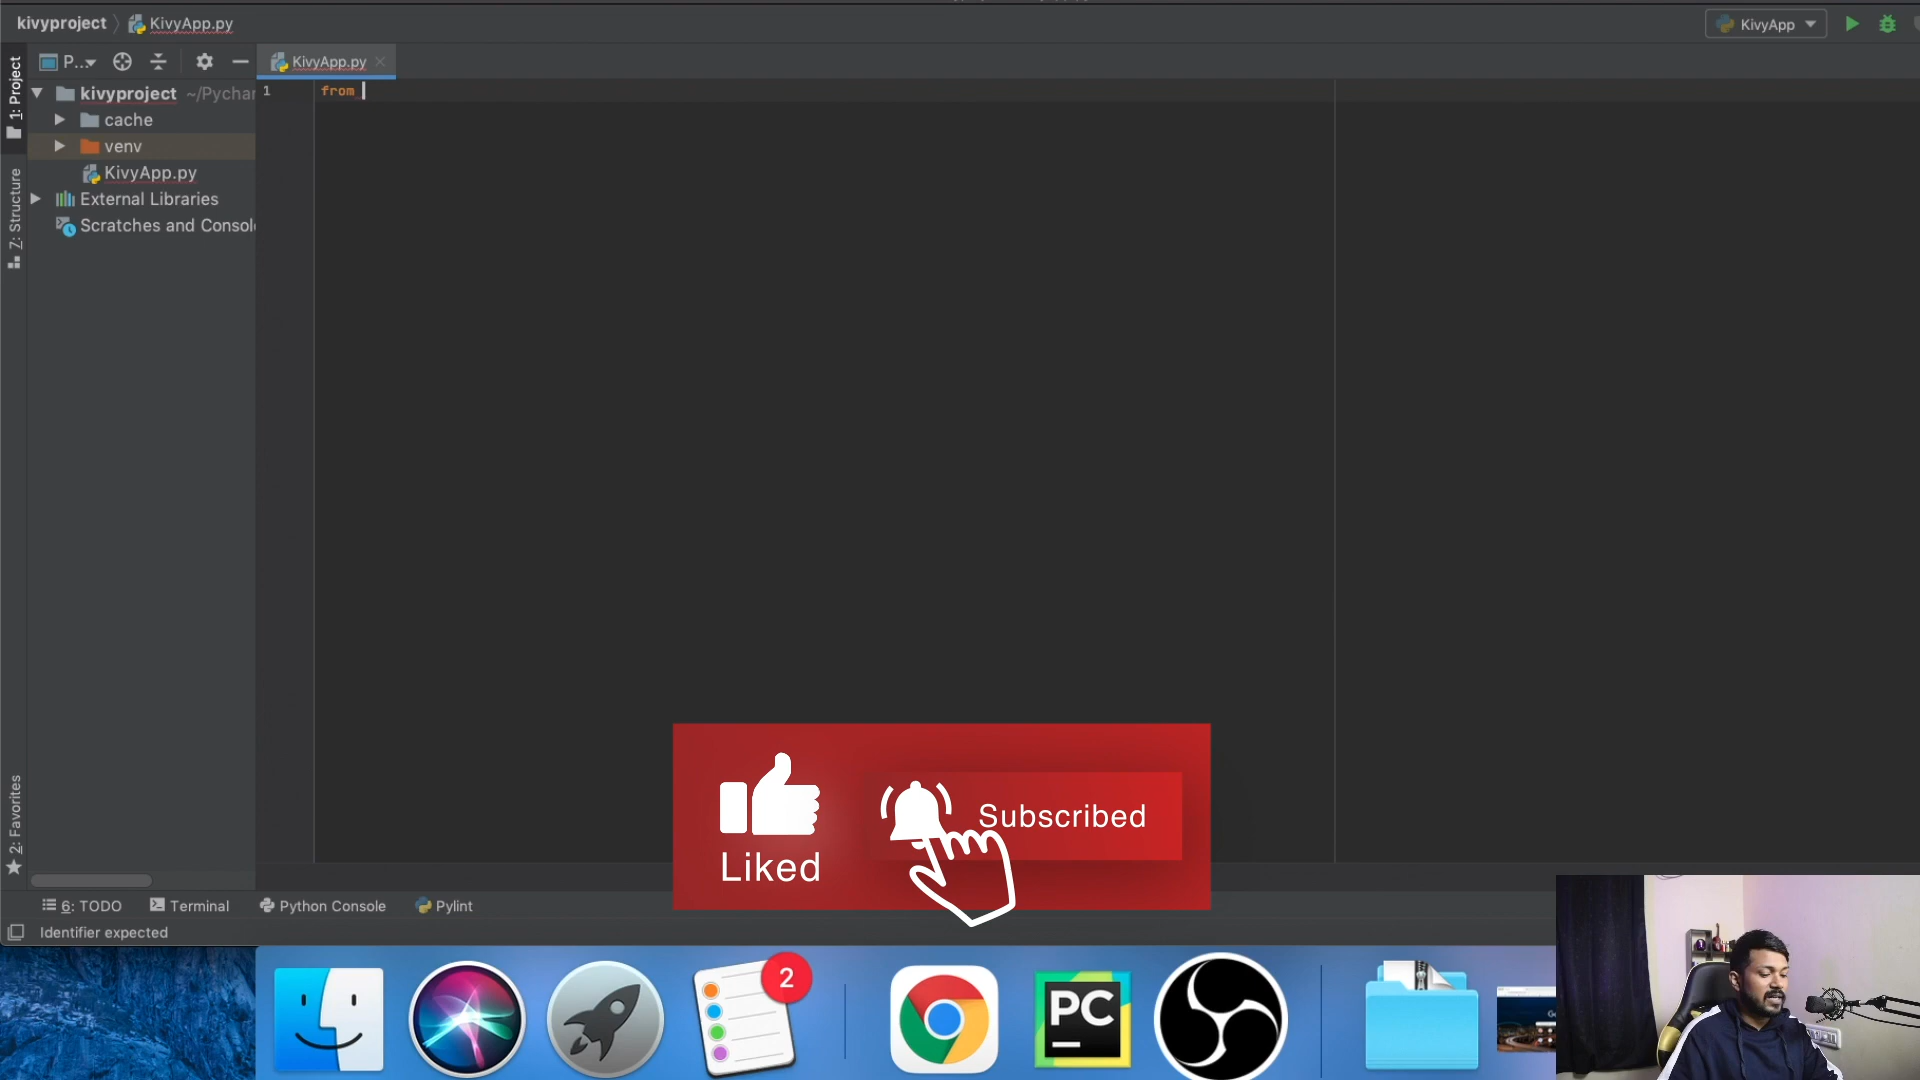 kivyproject
KivyApp.py
KivyApp
P...
KivyApp.py
1: Project
kivyproject ~/Pychar
1
from
cache
venv
KivyApp.py
External Libraries
Scratches and Consol
7: Structure
2: Favorites
Liked
Subscribed
6: TODO
Terminal
Python Console
Pylint
Identifier expected
2
PC